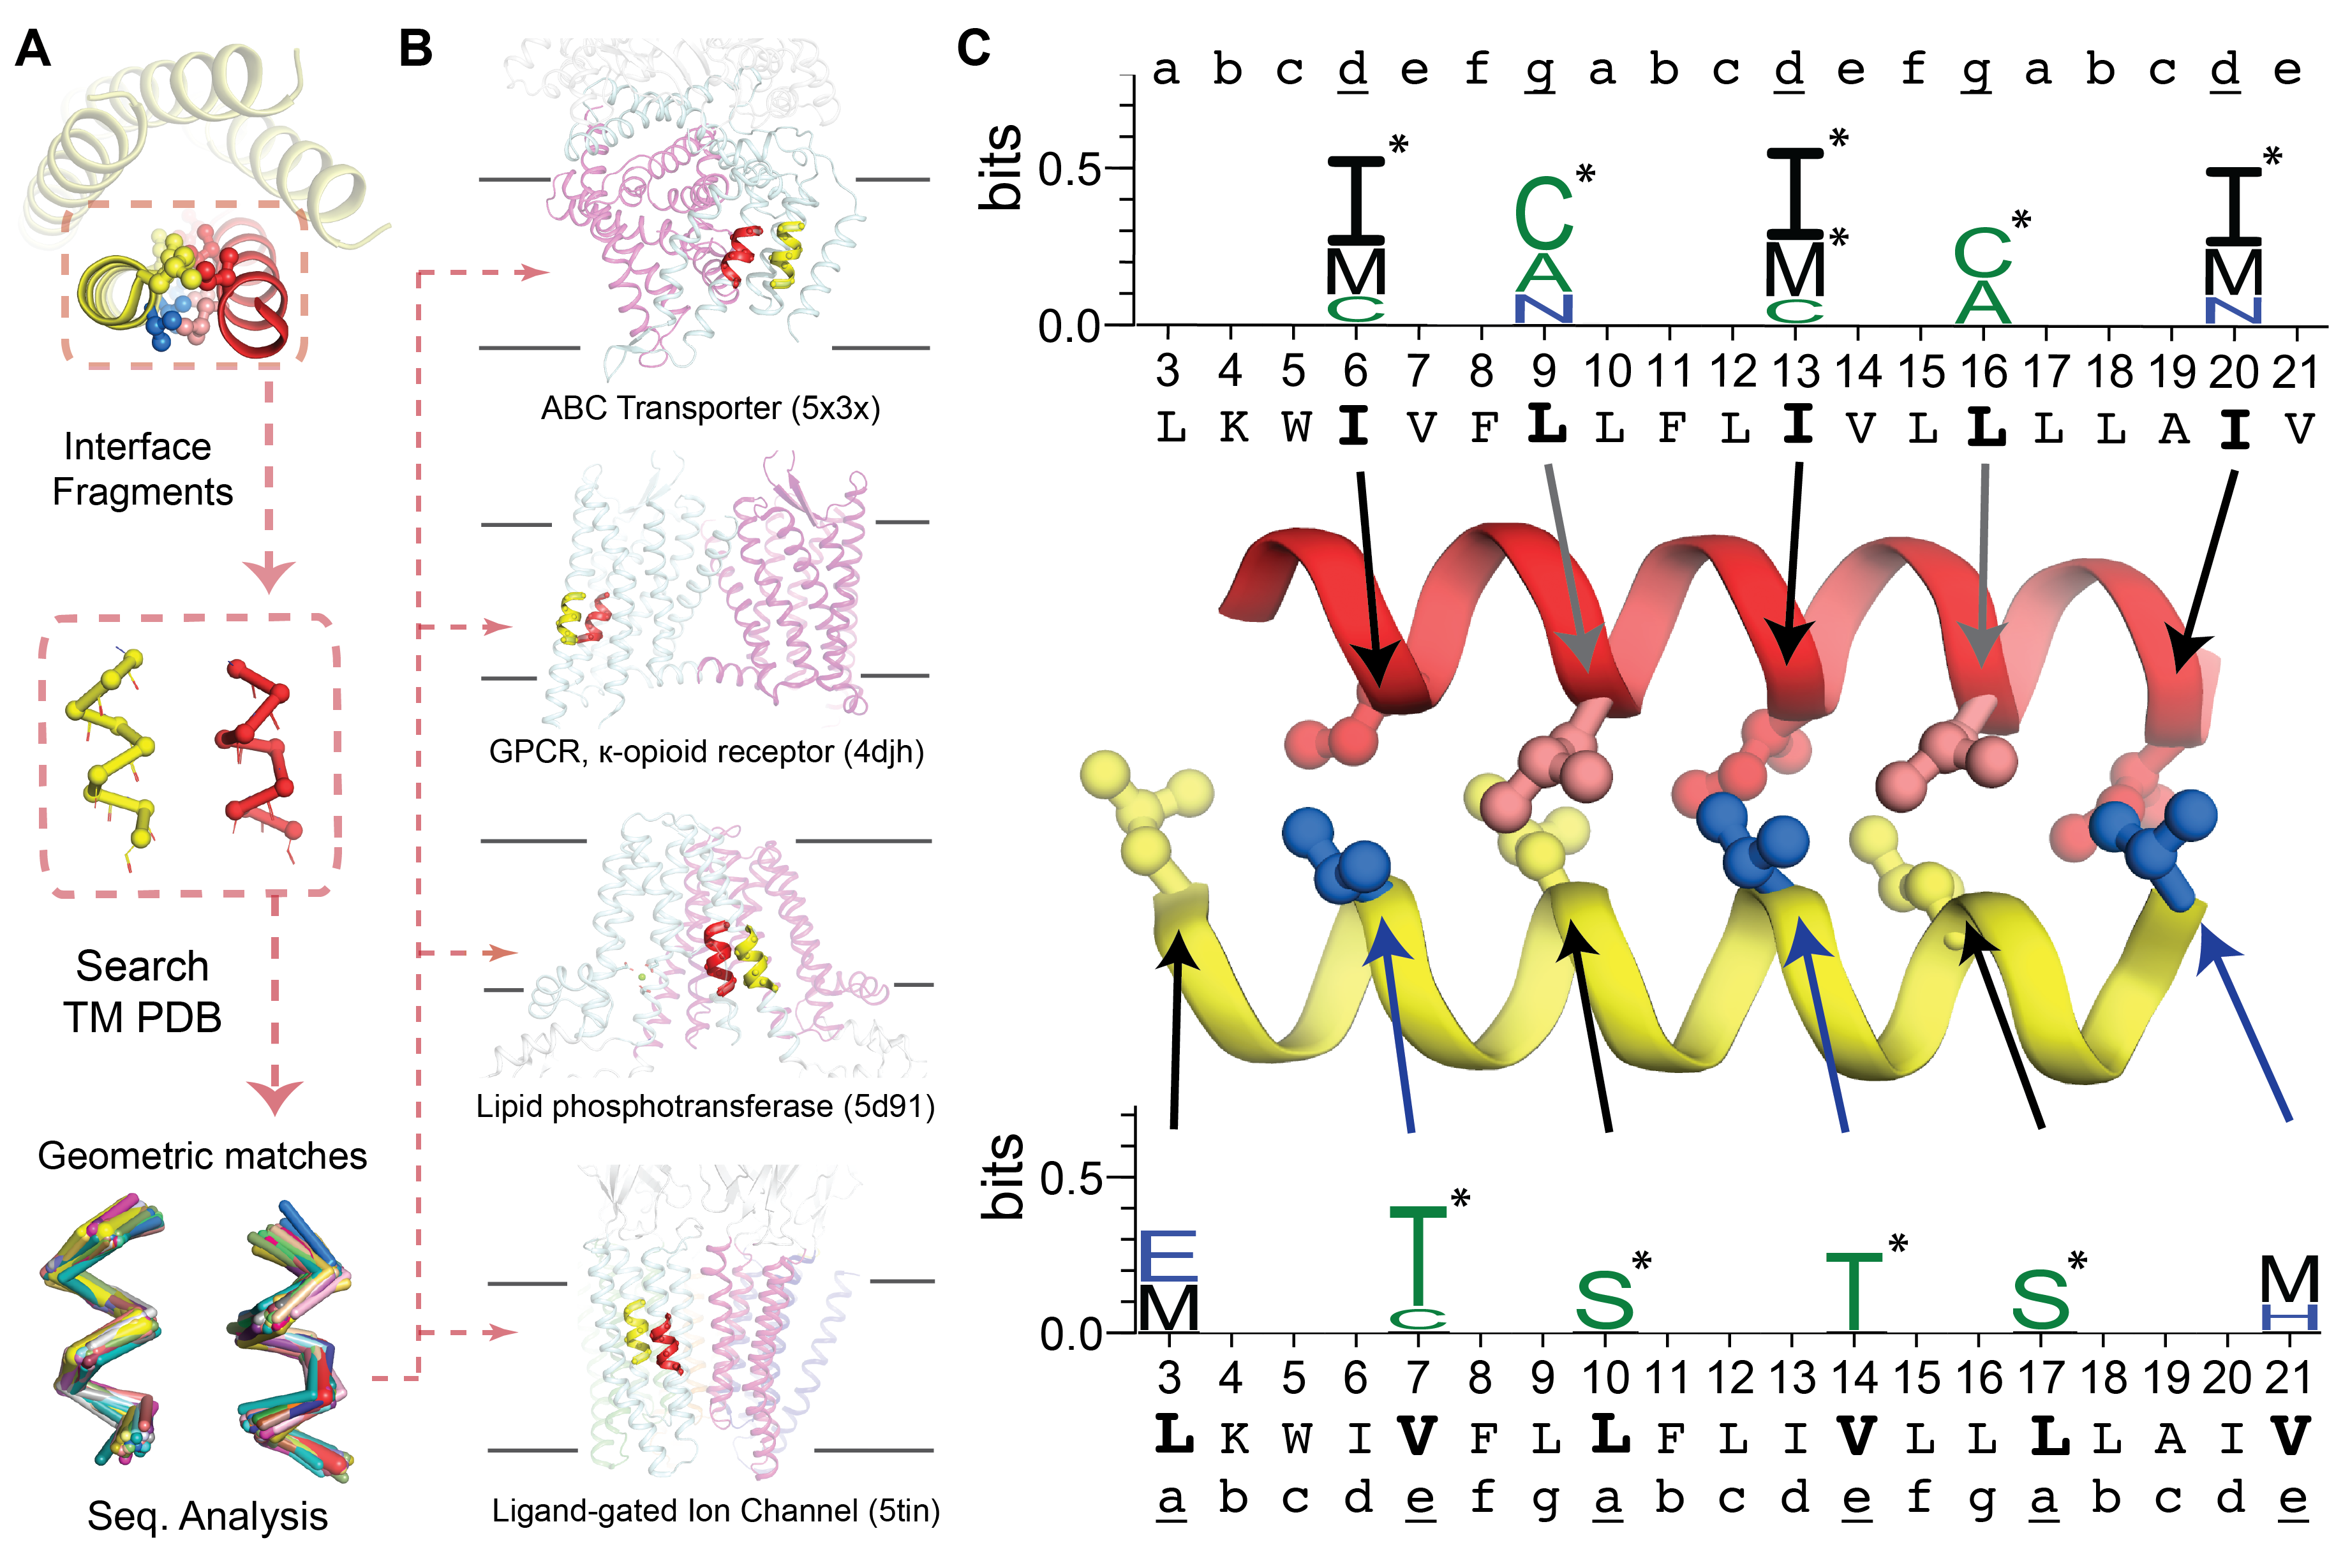 A
Interface
Fragments
Search
TM PDB
Geometric matches
Seq. Analysis
B
ABC Transporter (5x3x)
GPCR, κ-opioid receptor (4djh)
Lipid phosphotransferase (5d91)
Ligand-gated Ion Channel (5tin)
C
a b c d e f g a b c d e f g a b c d e
bits
0.5
0.0
I* M C
C* A N
I* M* C
C* A
I* M N
3 4 5 6 7 8 9 10 11 12 13 14 15 16 17 18 19 20 21
L K W I V F L L F L I V L L L L A I V
bits
0.5
0.0
E M
T* C
S*
T*
S*
M H
3 4 5 6 7 8 9 10 11 12 13 14 15 16 17 18 19 20 21
L K W I V F L L F L I V L L L L A I V
a b c d e f g a b c d e f g a b c d e